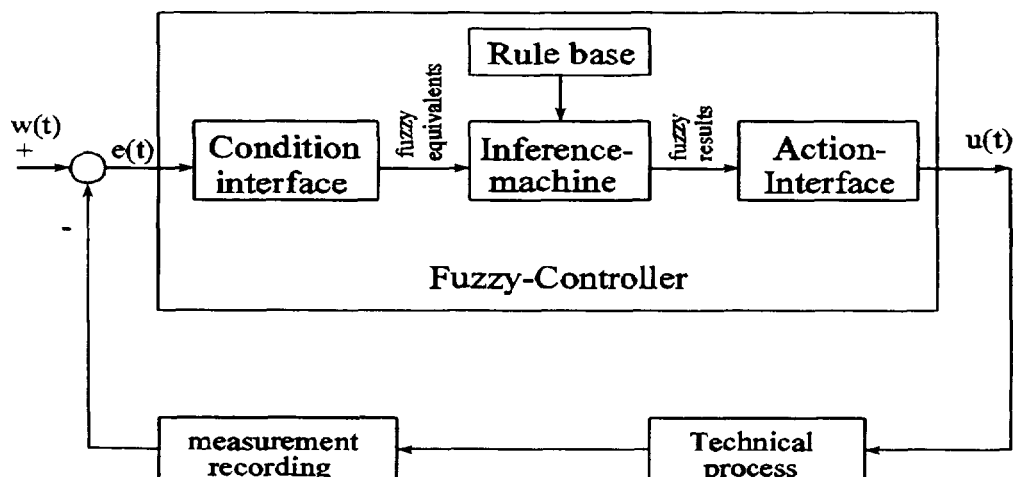 Rule base
w(t)
+
e(t)
Condition
interface
fuzzy
equivalents
Inference-
machine
fuzzy
results
Action-
Interface
u(t)
-
Fuzzy-Controller
measurement
recording
Technical
process